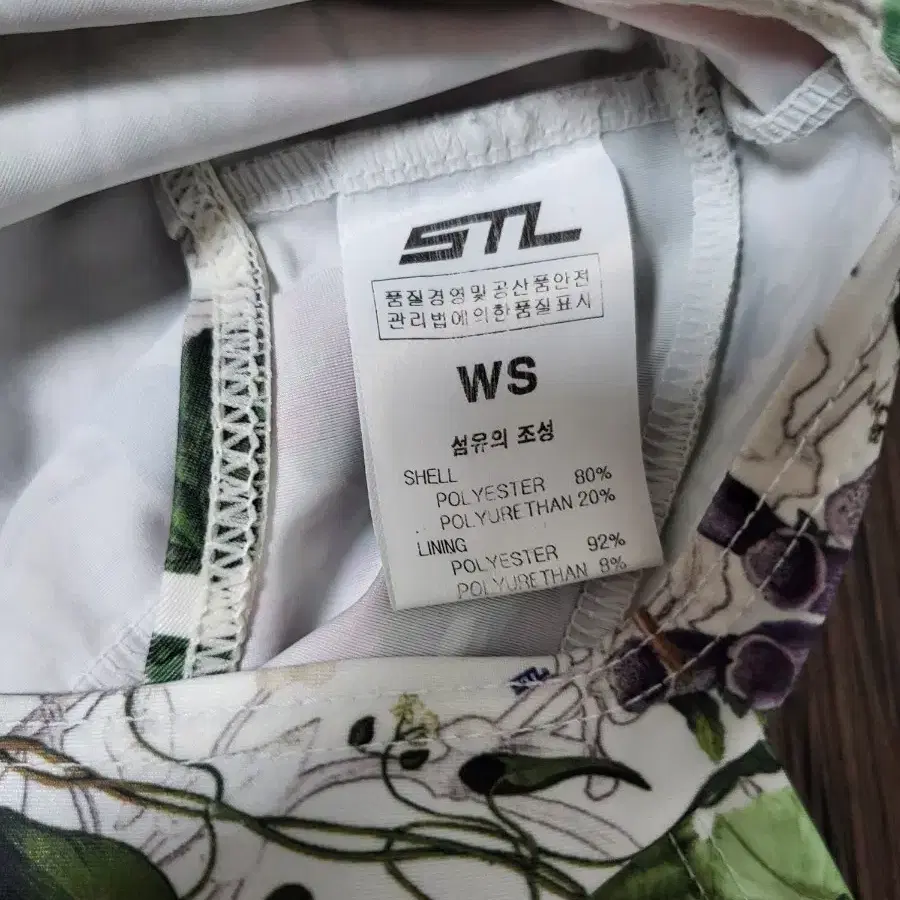 STL
품질경영및공산품안전
관리법에의한품질표시
WS
섬유의 조성
SHELL
POLYESTER 80%
POLYURETHAN 20%
LINING
POLYESTER 92%
POLYURETHAN 8%
STL